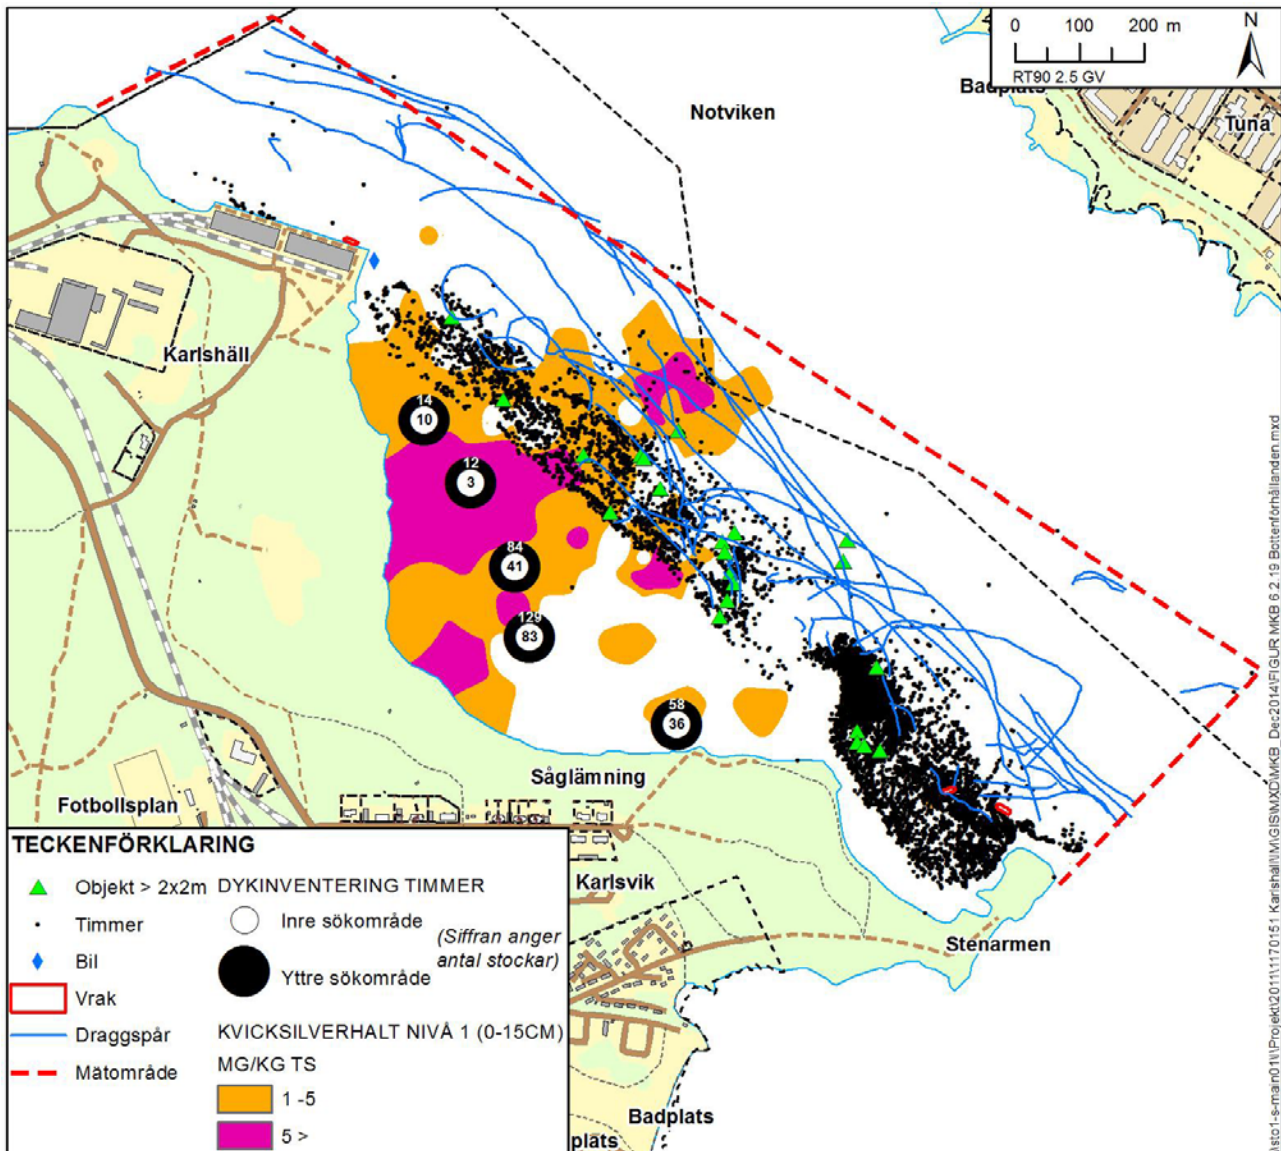 0 100 200 m
N
RT90 2.5 GV
Badplats
Notviken
Tuna
Karlshäll
14
10
12
3
84
41
129
83
58
36
Såglämning
Fotbollsplan
Karlsvik
Stenarmen
Badplats
plats
TECKENFÖRKLARING
Objekt > 2x2m
Timmer
Bil
Vrak
Draggspår
Mätområde
DYKINVENTERING TIMMER
Inre sökområde
(Siffran anger
antal stockar)
Yttre sökområde
KVICKSILVERHALT NIVÅ 1 (0-15CM)
MG/KG TS
1 -5
5 >